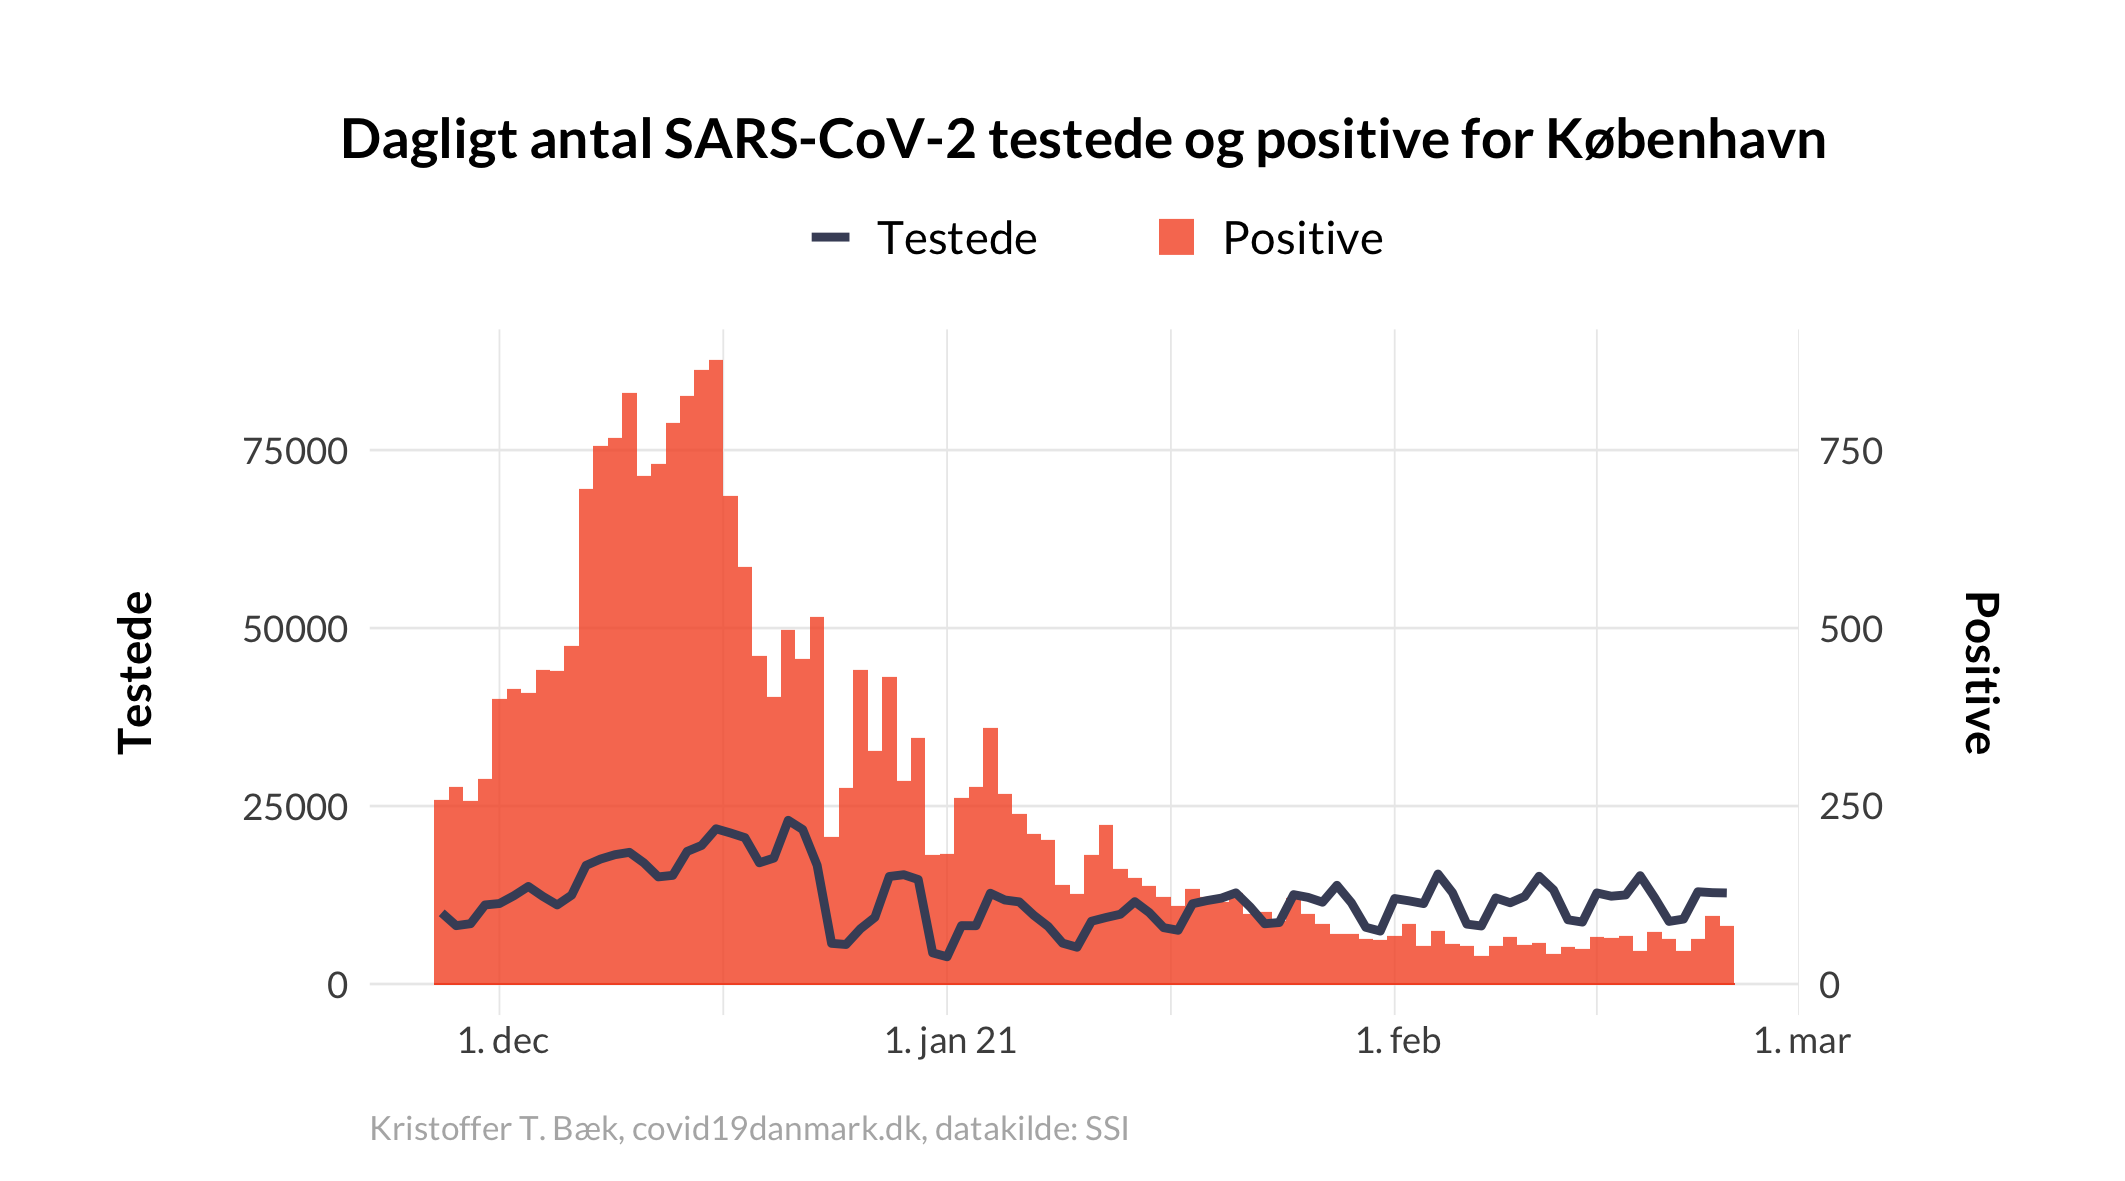 Dagligt antal SARS-CoV-2 testede og positive for København
Testede Positive
75000 750
50000 500
25000 250
0 0
Testede
Positive
1. dec 1. jan 21 1. feb 1. mar
Kristoffer T. Bæk, covid19danmark.dk, datakilde: SSI